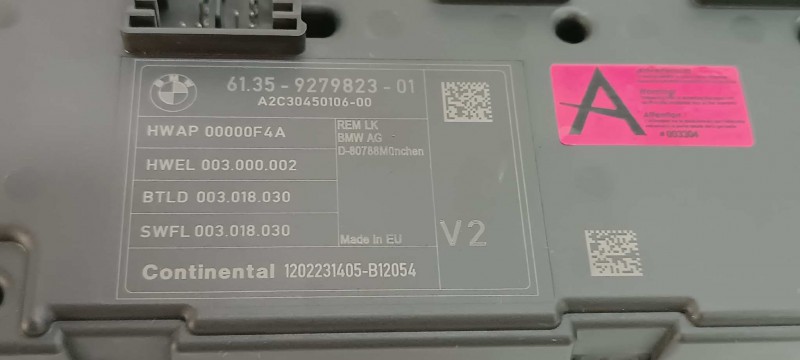 BMW
61.35 - 9279823 - 01
A2C30450106-00
HWAP 00000F4A
HWEL 003.000.002
BTLD 003.018.030
SWFL 003.018.030
REM LK
BMW AG
D-80788München
Made in EU
V2
Continental 1202231405-B12054
A